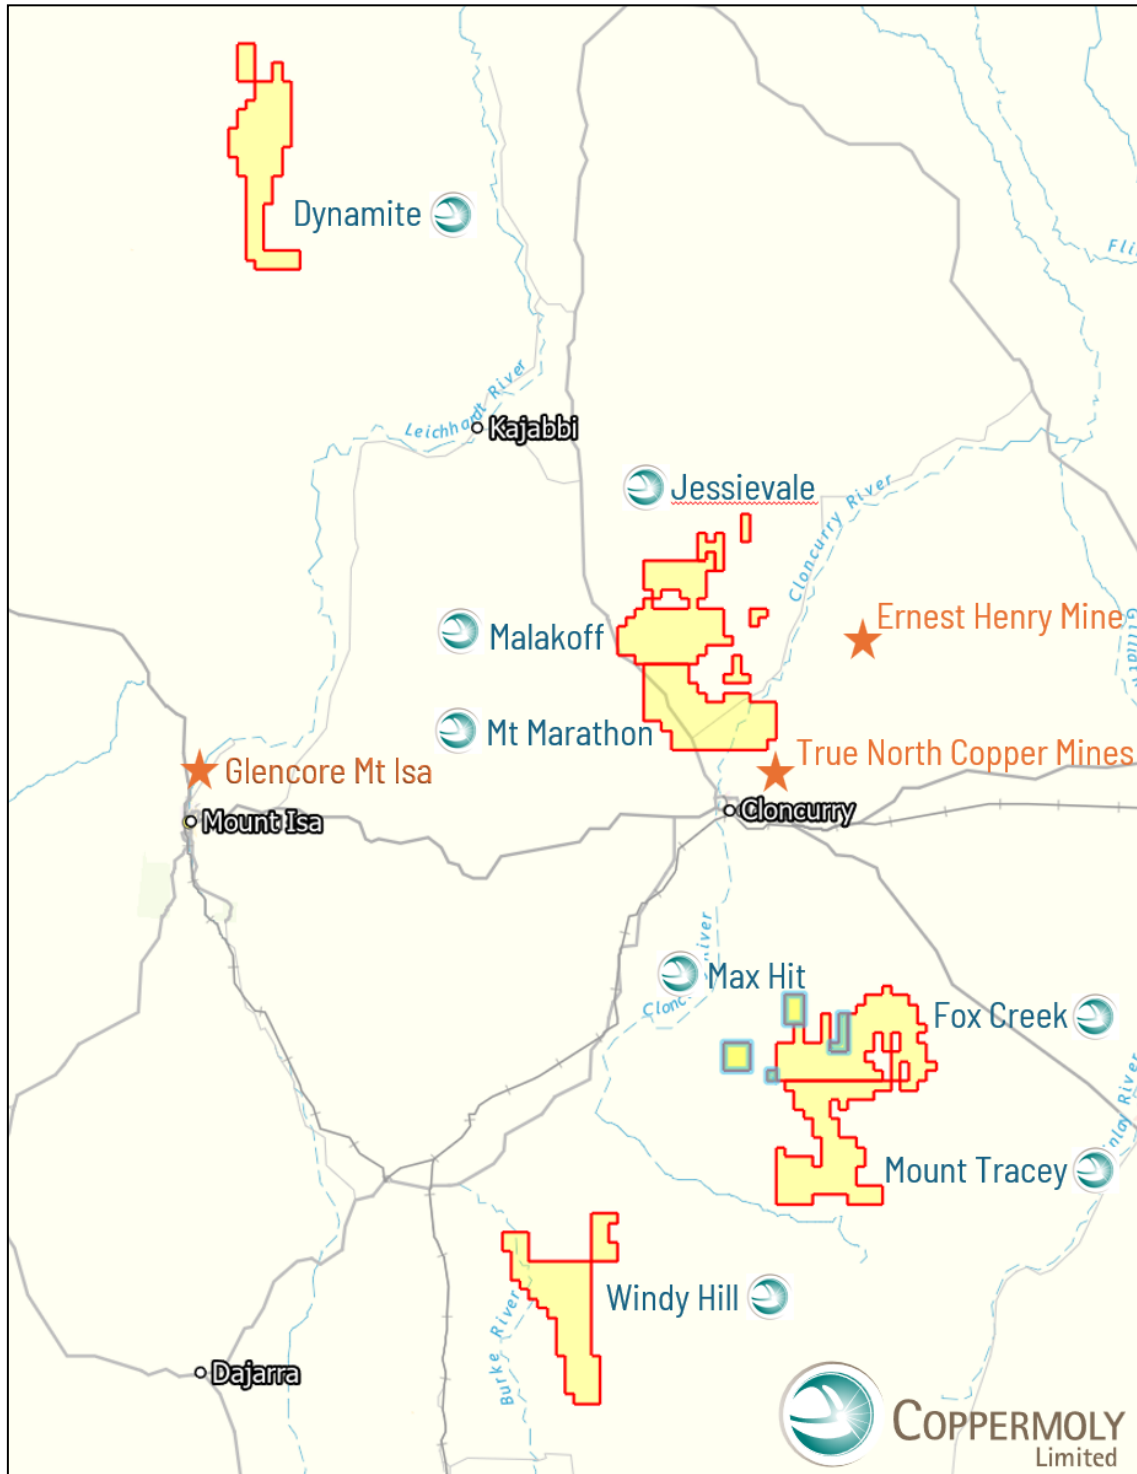 Dynamite
Fli
Leichhardt River
Kajabbi
Jessievale
Cloncurry River
Ernest Henry Mine
Malakoff
Mt Marathon
True North Copper Mines
Glencore Mt Isa
Mount Isa
Cloncurry
Max Hit
Fox Creek
Mount Tracey
Windy Hill
Burke River
Dajarra
COPPERMOLY
Limited